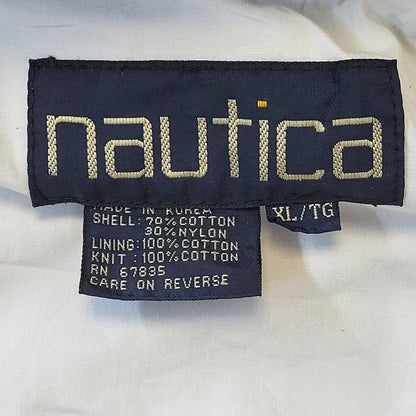 nautica
MADE IN KOREA
XL/TG
SHELL: 70%COTTON
30%NYLON
LINING:100%COTTON
KNIT :100%COTTON
RN 67835
CARE ON REVERSE